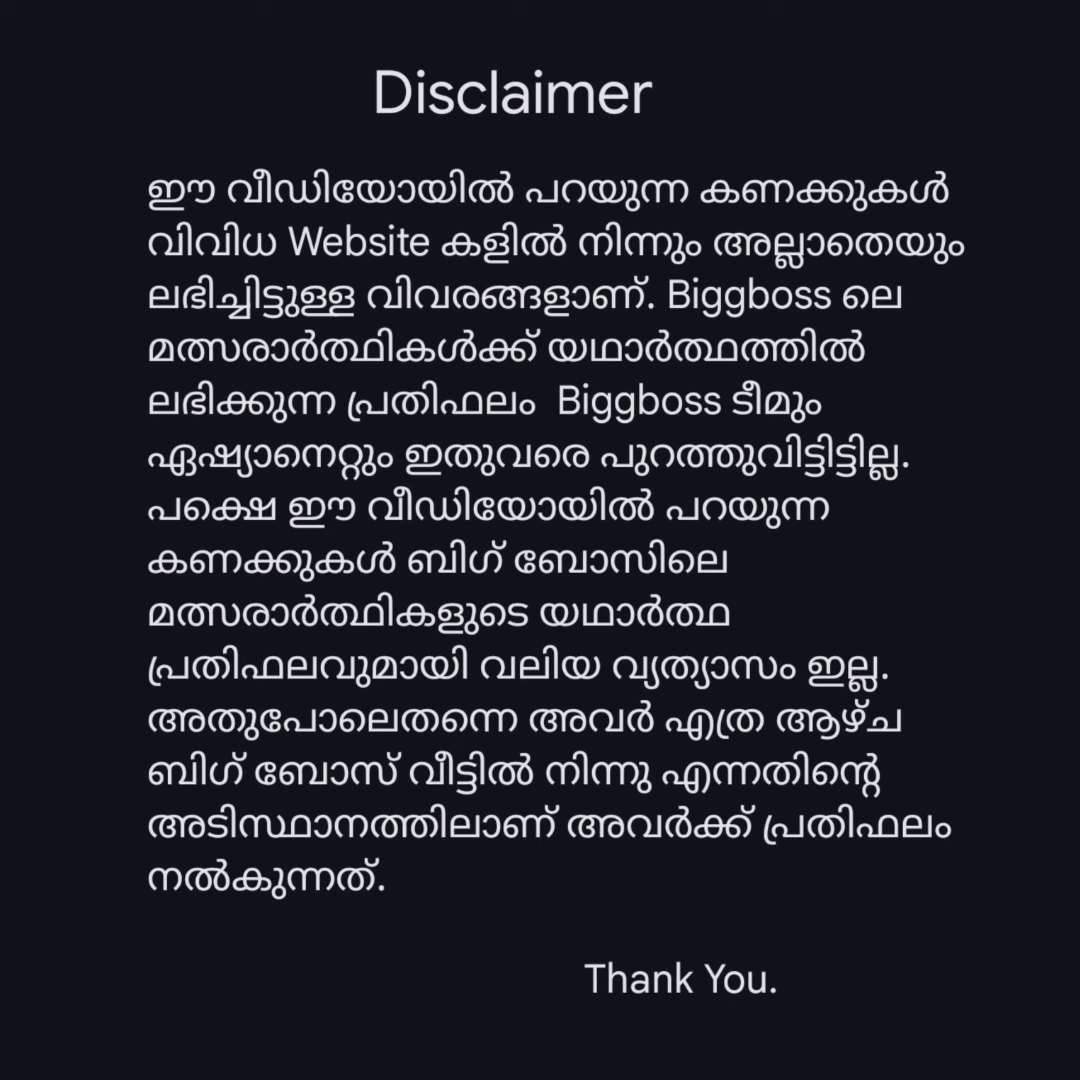 Disclaimer
ഈ വീഡിയോയിൽ പറയുന്ന കണക്കുകൾ
വിവിധ Website കളിൽ നിന്നും അല്ലാതെയും
ലഭിച്ചിട്ടുള്ള വിവരങ്ങളാണ്. Biggboss ലെ
മത്സരാർത്ഥികൾക്ക് യഥാർത്ഥത്തിൽ
ലഭിക്കുന്ന പ്രതിഫലം Biggboss ടീമും
ഏഷ്യാനെറ്റും ഇതുവരെ പുറത്തുവിട്ടിട്ടില്ല.
പക്ഷെ ഈ വീഡിയോയിൽ പറയുന്ന
കണക്കുകൾ ബിഗ് ബോസിലെ
മത്സരാർത്ഥികളുടെ യഥാർത്ഥ
പ്രതിഫലവുമായി വലിയ വ്യത്യാസം ഇല്ല.
അതുപോലെതന്നെ അവർ എത്ര ആഴ്ച
ബിഗ് ബോസ് വീട്ടിൽ നിന്നു എന്നതിന്റെ
അടിസ്ഥാനത്തിലാണ് അവർക്ക് പ്രതിഫലം
നൽകുന്നത്.
Thank You.